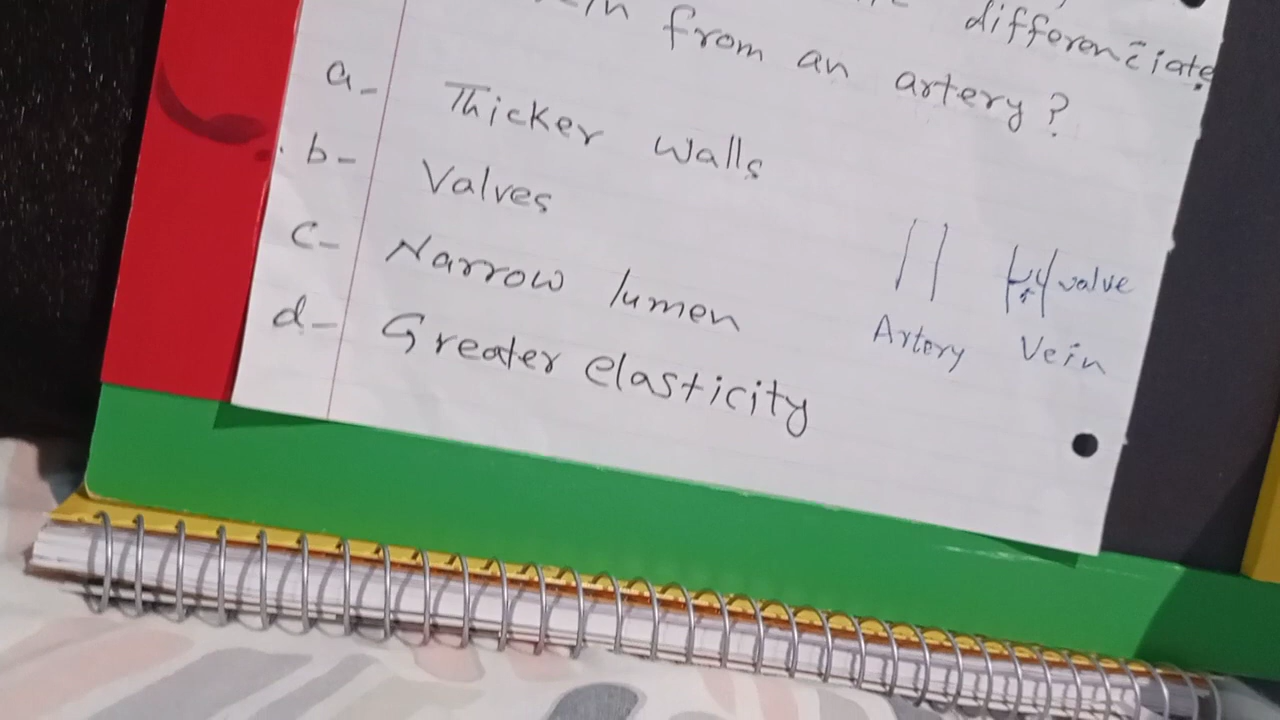 differenciate
from an artery?
a- Thicker walls
b- Valves
c- Narrow lumen
d- Greater elasticity
valve
Artery Vein